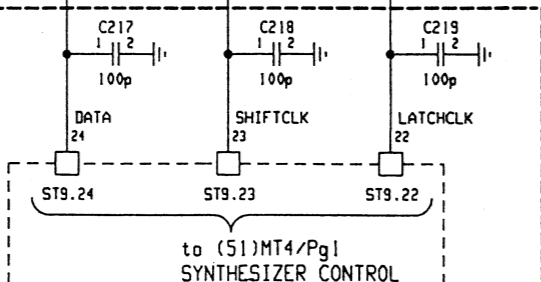 C217 C218 C219
1 2 1 2 1 2
100p 100p 100p
DATA SHIFTCLK LATCHCLK
24 23 22
ST9.24 ST9.23 ST9.22
to (51)MT4/Pg1
SYNTHESIZER CONTROL